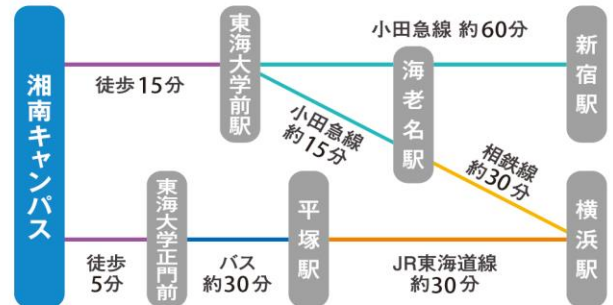 湘南キャンパス
徒歩15分
東海大学前駅
小田急線 約60分
小田急線
約15分
海老名駅
新宿駅
相鉄線
約30分
徒歩
5分
東海大学正門前
バス
約30分
平塚駅
JR東海道線
約30分
横浜駅